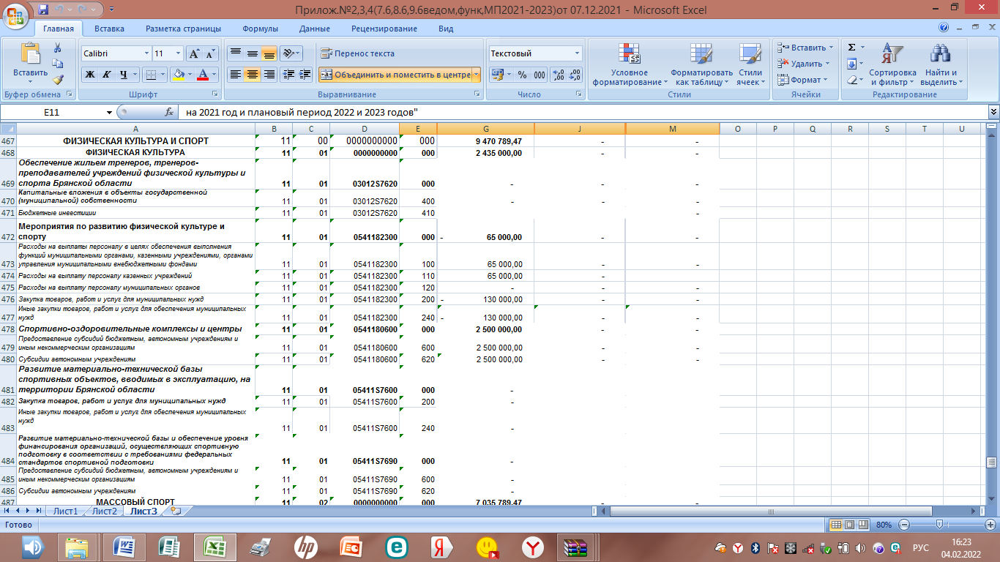 Прилож.№2,3,4(7.6,8.6,9.6ведом,функ,МП2021-2023)от 07.12.2021 - Microsoft Excel
Главная Вставка Разметка страницы Формулы Данные Рецензирование Вид
Вставить Calibri 11 Перенос текста Текстовый Условное форматирование Форматировать как таблицу Стили ячеек Вставить Удалить Формат Сортировка и фильтр Найти и выделить
Ж К Ч Объединить и поместить в центре % 000
Буфер обмена Шрифт Выравнивание Число Стили Ячейки Редактирование
E11 fx на 2021 год и плановый период 2022 и 2023 годов"
A B C D E G J M O P Q R S T U
467 ФИЗИЧЕСКАЯ КУЛЬТУРА И СПОРТ 11 00 0000000000 000 9 470 789,47 - -
468 ФИЗИЧЕСКАЯ КУЛЬТУРА 11 01 0000000000 000 2 435 000,00 - -
Обеспечение жильем тренеров, тренеров-
преподавателей учреждений физической культуры и
469 спорта Брянской области 11 01 03012S7620 000 - - -
Капитальные вложения в объекты государственной
470 (муниципальной) собственности 11 01 03012S7620 400 - - -
471 Бюджетные инвестиции 11 01 03012S7620 410 -
Мероприятия по развитию физической культуре и
472 спорту 11 01 0541182300 000 - 65 000,00 - -
Расходы на выплаты персоналу в целях обеспечения выполнения
функций муниципальными органами, казенными учреждениями, органами
473 управления муниципальными внебюджетными фондами 11 01 0541182300 100 65 000,00 - -
474 Расходы на выплату персоналу казенных учреждений 11 01 0541182300 110 65 000,00 - -
475 Расходы на выплату персоналу муниципальных органов 11 01 0541182300 120 - - -
476 Закупка товаров, работ и услуг для муниципальных нужд 11 01 0541182300 200 - 130 000,00 - -
Иные закупки товаров, работ и услуг для обеспечения муниципальных
477 нужд 11 01 0541182300 240 - 130 000,00 - -
478 Спортивно-оздоровительные комплексы и центры 11 01 0541180600 000 2 500 000,00 - -
Предоставление субсидий бюджетным, автономным учреждениям и
479 иным некоммерческим организациям 11 01 0541180600 600 2 500 000,00 - -
480 Субсидии автономным учреждениям 11 01 0541180600 620 2 500 000,00 - -
Развитие материально-технической базы
спортивных объектов, вводимых в эксплуатацию, на
481 территории Брянской области 11 01 05411S7600 000 -
482 Закупка товаров, работ и услуг для муниципальных нужд 11 01 05411S7600 200 -
Иные закупки товаров, работ и услуг для обеспечения муниципальных
нужд
483 11 01 05411S7600 240 -
Развитие материально-технической базы и обеспечение уровня
финансирования организаций, осуществляющих спортивную
подготовку в соответствии с требованиями федеральных
484 стандартов спортивной подготовки 11 01 05411S7690 000 -
Предоставление субсидий бюджетным, автономным учреждениям и
485 иным некоммерческим организациям 11 01 05411S7690 600 -
486 Субсидии автономным учреждениям 11 01 05411S7690 620 -
487 МАССОВЫЙ СПОРТ 11 02 0000000000 000 7 035 789,47 - -
Лист1 Лист2 Лист3
Готово 80%
РУС 16:23
04.02.2022